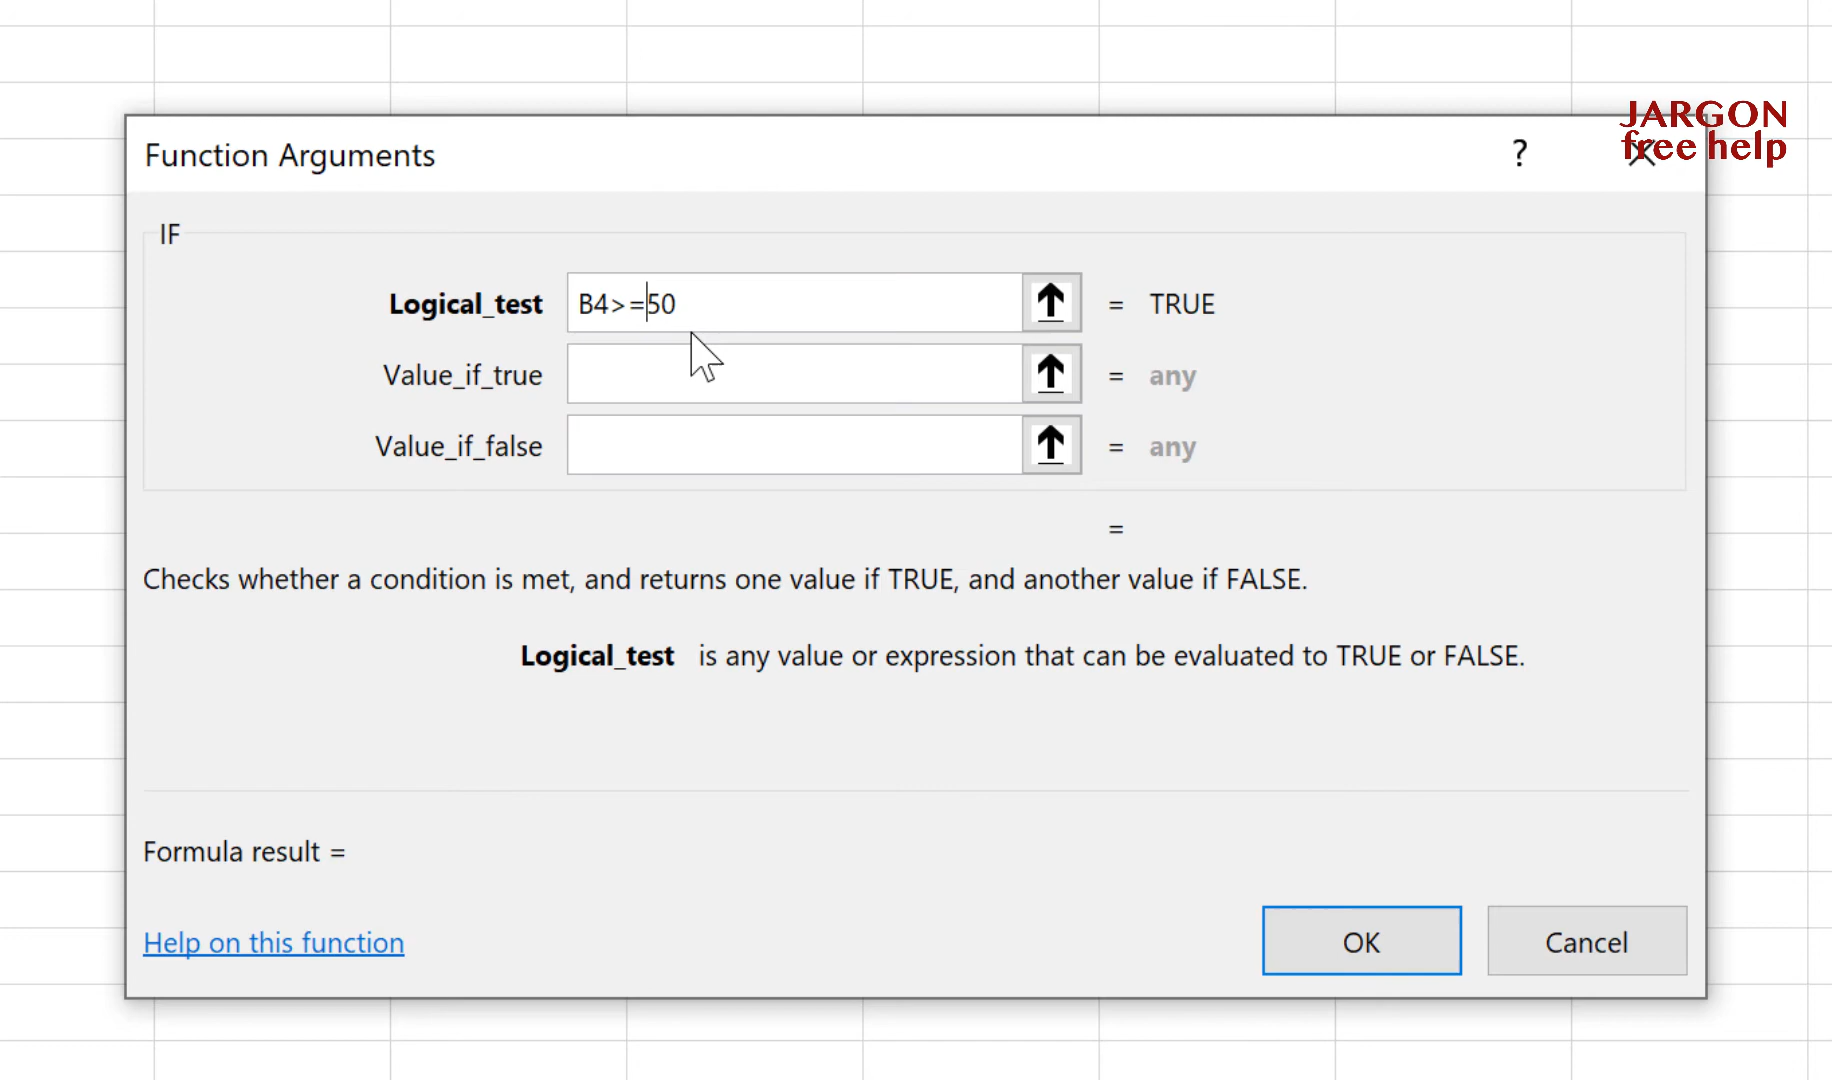 JARGON
free help
Function Arguments ?
IF
Logical_test B4>=50 = TRUE
Value_if_true = any
Value_if_false = any
=
Checks whether a condition is met, and returns one value if TRUE, and another value if FALSE.
Logical_test is any value or expression that can be evaluated to TRUE or FALSE.
Formula result =
Help on this function
OK Cancel